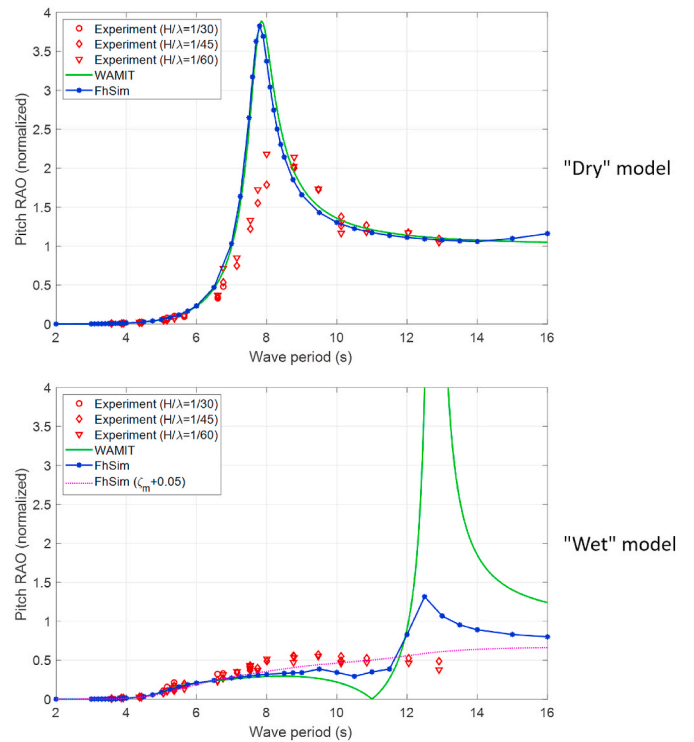 4
3.5
3
2.5
2
1.5
1
0.5
0
Pitch RAO (normalized)
Experiment (H/λ=1/30)
Experiment (H/λ=1/45)
Experiment (H/λ=1/60)
WAMIT
FhSim
2 4 6 8 10 12 14 16
Wave period (s)
"Dry" model
4
3.5
3
2.5
2
1.5
1
0.5
0
Pitch RAO (normalized)
Experiment (H/λ=1/30)
Experiment (H/λ=1/45)
Experiment (H/λ=1/60)
WAMIT
FhSim
FhSim (ζm+0.05)
2 4 6 8 10 12 14 16
Wave period (s)
"Wet" model